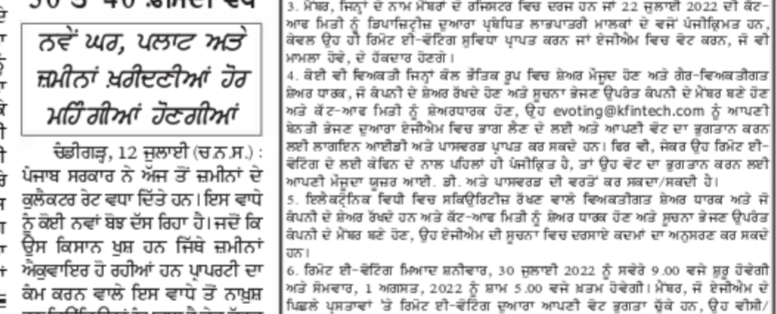 30 ਤੋਂ 40 ਫ਼ੀਸਦੀ ਵਧੇ
ਨਵੇਂ ਘਰ, ਪਲਾਟ ਅਤੇ
ਜ਼ਮੀਨਾਂ ਖ਼ਰੀਦਣੀਆਂ ਹੋਰ
ਮਹਿੰਗੀਆਂ ਹੋਣਗੀਆਂ
ਚੰਡੀਗੜ੍ਹ, 12 ਜੁਲਾਈ (ਚ.ਨ.ਸ.) :
ਪੰਜਾਬ ਸਰਕਾਰ ਨੇ ਅੱਜ ਤੋਂ ਜ਼ਮੀਨਾਂ ਦੇ
ਕੁਲੈਕਟਰ ਰੇਟ ਵਧਾ ਦਿੱਤੇ ਹਨ। ਇਸ ਵਾਧੇ
ਨੂੰ ਕੋਈ ਨਵਾਂ ਬੋਝ ਦੱਸ ਰਿਹਾ ਹੈ। ਜਦੋਂ ਕਿ
ਉਸ ਕਿਸਾਨ ਖੁਸ਼ ਹਨ ਜਿੱਥੇ ਜ਼ਮੀਨਾਂ
ਐਕੁਵਾਇਰ ਹੋ ਰਹੀਆਂ ਹਨ ਪ੍ਰਾਪਰਟੀ ਦਾ
ਕੰਮ ਕਰਨ ਵਾਲੇ ਇਸ ਵਾਧੇ ਤੋਂ ਨਾਖੁਸ਼
3. ਮੈਂਬਰ, ਜਿਨ੍ਹਾਂ ਦੇ ਨਾਮ ਮੈਂਬਰਾਂ ਦੇ ਰਜਿਸਟਰ ਵਿਚ ਦਰਜ ਹਨ ਜਾਂ 22 ਜੁਲਾਈ 2022 ਦੀ ਕੱਟ-
ਆਫ ਮਿਤੀ ਨੂੰ ਡਿਪਾਜ਼ਿਟ੍ਰੀਜ਼ ਦੁਆਰਾ ਪ੍ਰਬੰਧਿਤ ਲਾਭਪਾਤਰੀ ਮਾਲਕਾਂ ਦੇ ਵਜੋਂ ਪੰਜੀਕ੍ਰਿਤ ਹਨ,
ਕੇਵਲ ਉਹ ਹੀ ਰਿਮੋਟ ਈ-ਵੋਟਿੰਗ ਸੁਵਿਧਾ ਪ੍ਰਾਪਤ ਕਰਨ ਜਾਂ ਏਜੀਐਮ ਵਿਚ ਵੋਟ ਕਰਨ, ਜੋ ਵੀ
ਮਾਮਲਾ ਹੋਵੇ, ਦੇ ਹੱਕਦਾਰ ਹੋਣਗੇ।
4. ਕੋਈ ਵੀ ਵਿਅਕਤੀ ਜਿਨ੍ਹਾਂ ਕੋਲ ਭੌਤਿਕ ਰੂਪ ਵਿਚ ਸ਼ੇਅਰ ਮੌਜੂਦ ਹੋਣ ਅਤੇ ਗੈਰ-ਵਿਅਕਤੀਗਤ
ਸ਼ੇਅਰ ਧਾਰਕ, ਜੋ ਕੰਪਨੀ ਦੇ ਸ਼ੇਅਰ ਰੱਖਦੇ ਹੋਣ ਅਤੇ ਸੂਚਨਾ ਭੇਜਣ ਉਪਰੰਤ ਕੰਪਨੀ ਦੇ ਮੈਂਬਰ ਬਣੇ ਹੋਣ
ਅਤੇ ਕੱਟ-ਆਫ ਮਿਤੀ ਨੂੰ ਸ਼ੇਅਰਧਾਰਕ ਹੋਣ, ਉਹ evoting@kfintech.com ਨੂੰ ਆਪਣੀ
ਬੇਨਤੀ ਭੇਜਣ ਦੁਆਰਾ ਏਜੀਐਮ ਵਿਚ ਭਾਗ ਲੈਣ ਦੇ ਲਈ ਅਤੇ ਆਪਣੀ ਵੋਟ ਦਾ ਭੁਗਤਾਨ ਕਰਨ
ਲਈ ਲਾਗਇਨ ਆਈਡੀ ਅਤੇ ਪਾਸਵਰਡ ਪ੍ਰਾਪਤ ਕਰ ਸਕਦੇ ਹਨ। ਫਿਰ ਵੀ, ਜੇਕਰ ਉਹ ਰਿਮੋਟ ਈ-
ਵੋਟਿੰਗ ਦੇ ਲਈ ਕੇਫਿਨ ਦੇ ਨਾਲ ਪਹਿਲਾਂ ਹੀ ਪੰਜੀਕ੍ਰਿਤ ਹੈ, ਤਾਂ ਉਹ ਵੋਟ ਦਾ ਭੁਗਤਾਨ ਕਰਨ ਲਈ
ਆਪਣੀ ਮੌਜੂਦਾ ਯੂਜ਼ਰ ਆਈ. ਡੀ. ਅਤੇ ਪਾਸਵਰਡ ਦੀ ਵਰਤੋਂ ਕਰ ਸਕਦਾ/ਸਕਦੀ ਹੈ।
5. ਇਲੈਕਟ੍ਰੋਨਿਕ ਵਿਧੀ ਵਿਚ ਸਕਿਉਰਿਟੀਜ਼ ਰੱਖਣ ਵਾਲੇ ਵਿਅਕਤੀਗਤ ਸ਼ੇਅਰ ਧਾਰਕ ਅਤੇ ਜੋ
ਕੰਪਨੀ ਦੇ ਸ਼ੇਅਰ ਰੱਖਦੇ ਹਨ ਅਤੇ ਕੱਟ-ਆਫ ਮਿਤੀ ਨੂੰ ਸ਼ੇਅਰ ਧਾਰਕ ਹੋਣ ਅਤੇ ਸੂਚਨਾ ਭੇਜਣ ਉਪਰੰਤ
ਕੰਪਨੀ ਦੇ ਮੈਂਬਰ ਬਣੇ ਹੋਣ, ਉਹ ਏਜੀਐਮ ਦੀ ਸੂਚਨਾ ਵਿਚ ਦਰਸਾਏ ਕਦਮਾਂ ਦਾ ਅਨੁਸਰਣ ਕਰ ਸਕਦੇ
ਹਨ।
6. ਰਿਮੋਟ ਈ-ਵੋਟਿੰਗ ਮਿਆਦ ਸ਼ਨੀਵਾਰ, 30 ਜੁਲਾਈ 2022 ਨੂੰ ਸਵੇਰੇ 9.00 ਵਜੇ ਸ਼ੁਰੂ ਹੋਵੇਗੀ
ਅਤੇ ਸੋਮਵਾਰ, 1 ਅਗਸਤ, 2022 ਨੂੰ ਸ਼ਾਮ 5.00 ਵਜੇ ਖ਼ਤਮ ਹੋਵੇਗੀ। ਮੈਂਬਰ, ਜੋ ਏਜੀਐਮ ਦੇ
ਪਿਛਲੇ ਪ੍ਰਸਤਾਵਾਂ 'ਤੇ ਰਿਮੋਟ ਈ-ਵੋਟਿੰਗ ਦੁਆਰਾ ਆਪਣੀ ਵੋਟ ਭੁਗਤਾ ਚੁੱਕੇ ਹਨ, ਉਹ ਵੀਸੀ/